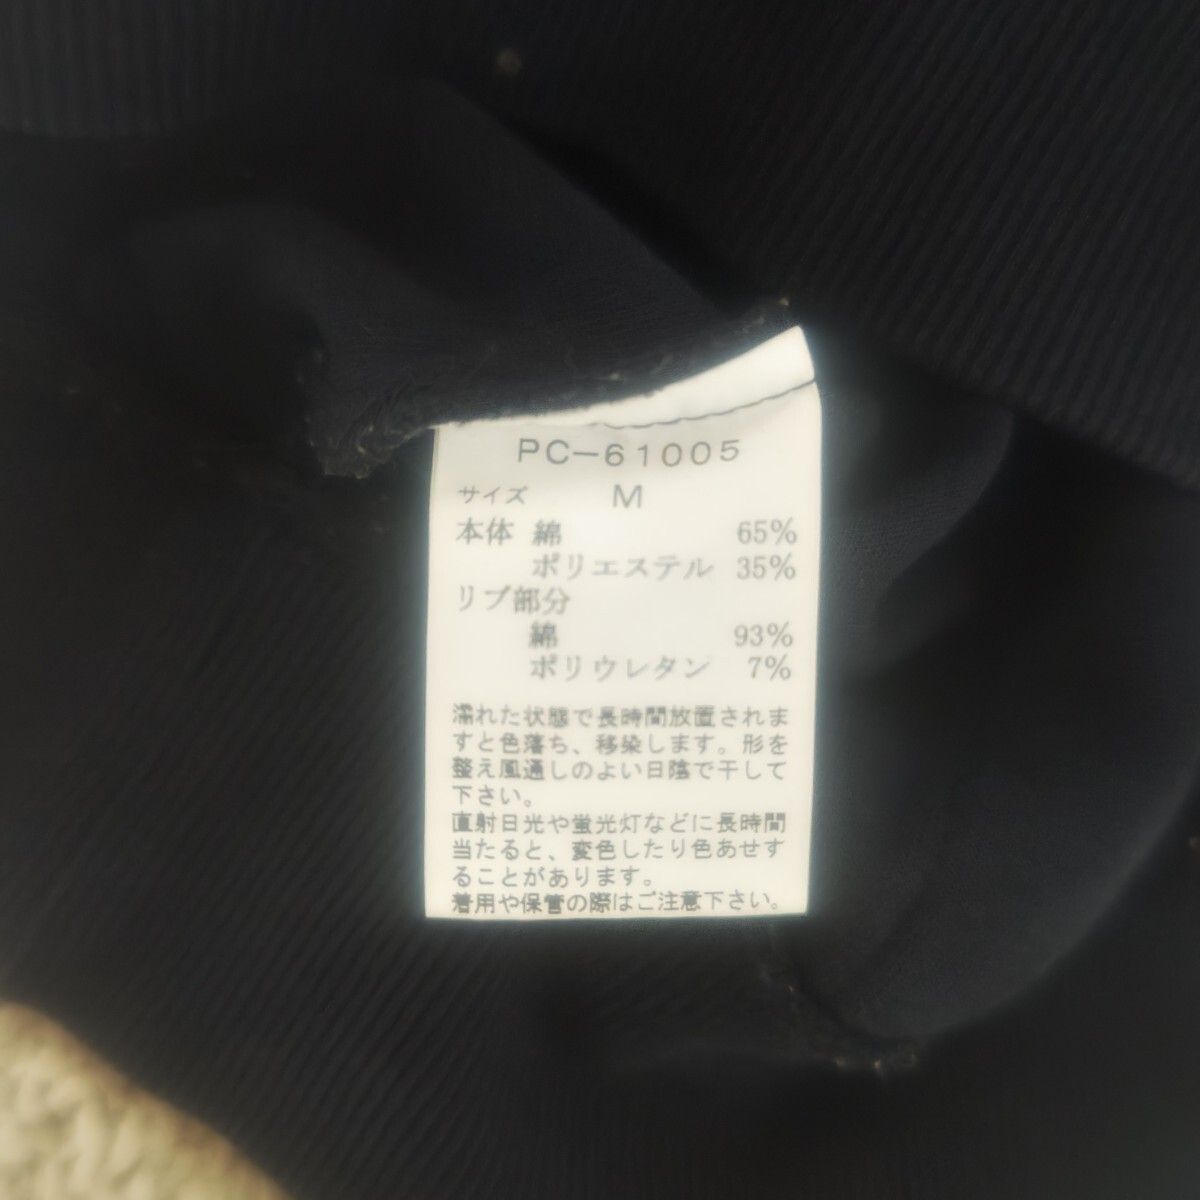 PC-61005
サイズ M
本体 綿 65%
ポリエステル 35%
リブ部分
綿 93%
ポリウレタン 7%
濡れた状態で長時間放置されま
すと色落ち、移染します。形を
整え風通しのよい日陰で干して
下さい。
直射日光や蛍光灯などに長時間
当たると、変色したり色あせす
ることがあります。
着用や保管の際はご注意下さい。